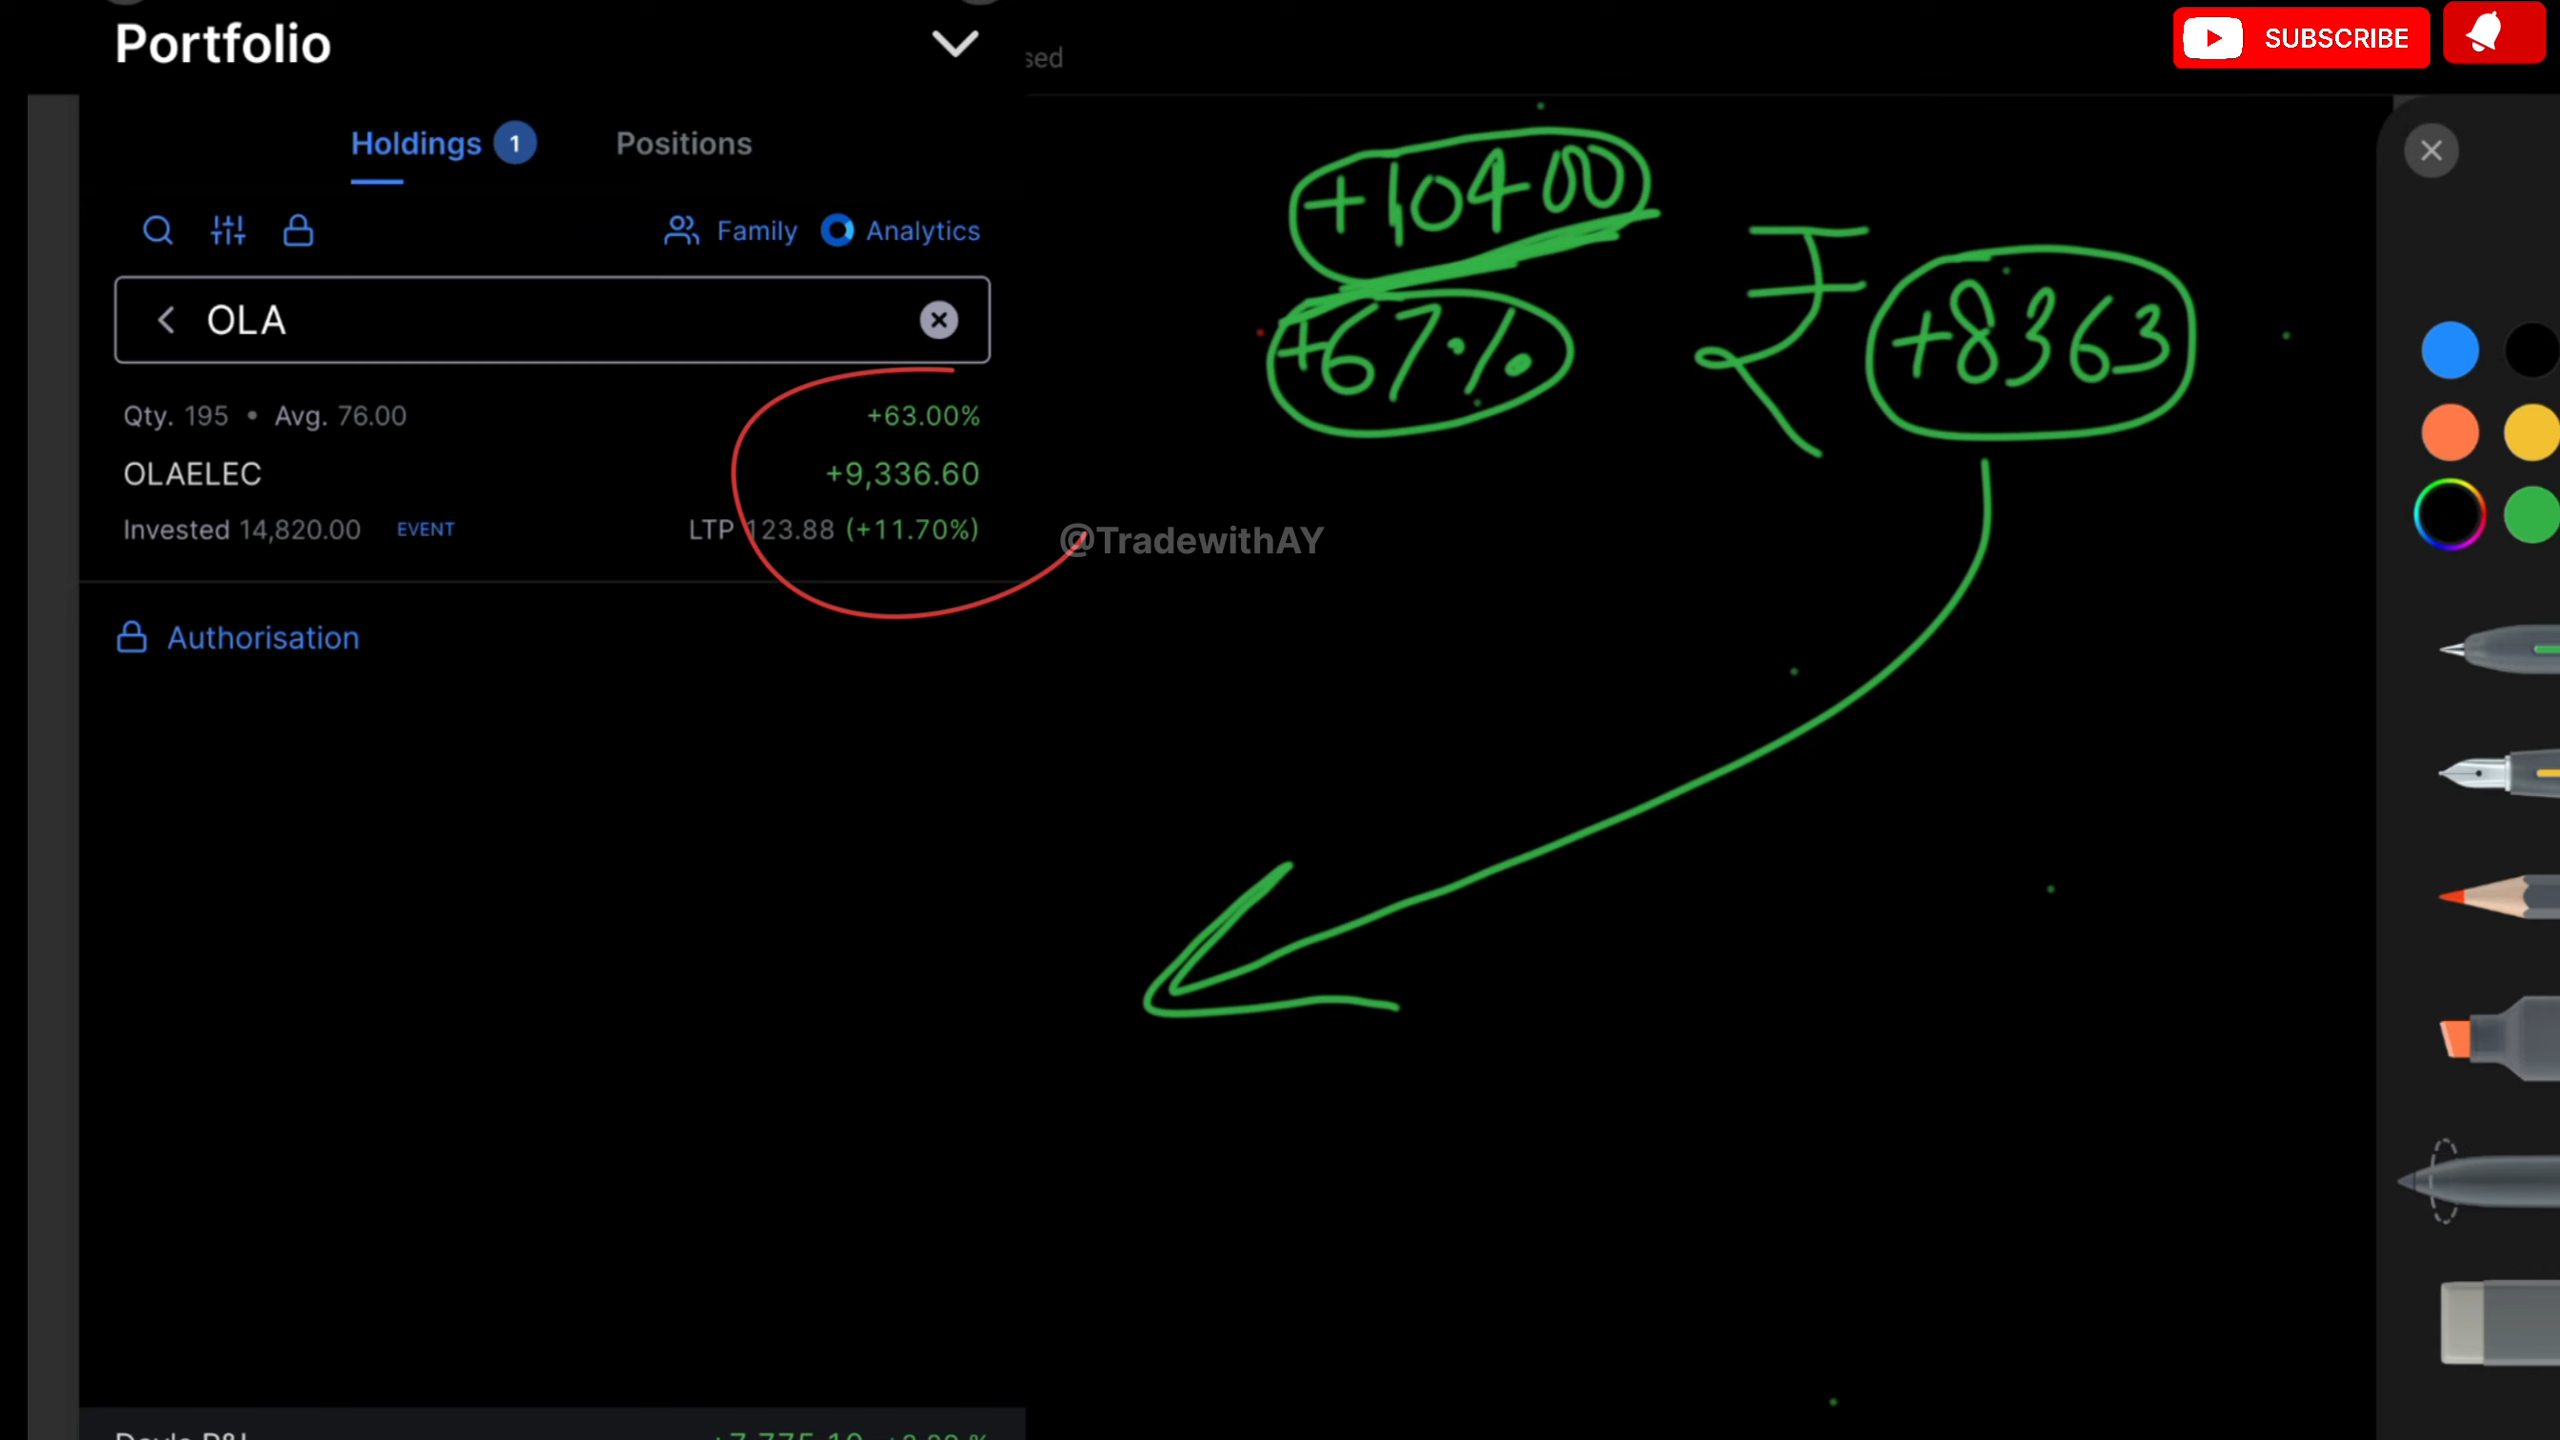 Portfolio
sed
SUBSCRIBE
Holdings 1 Positions
Family Analytics
OLA
Qty. 195 • Avg. 76.00 +63.00%
OLAELEC +9,336.60
Invested 14,820.00 EVENT LTP 123.88 (+11.70%)
Authorisation
+10400
+67%
₹ +8363
@TradewithAY